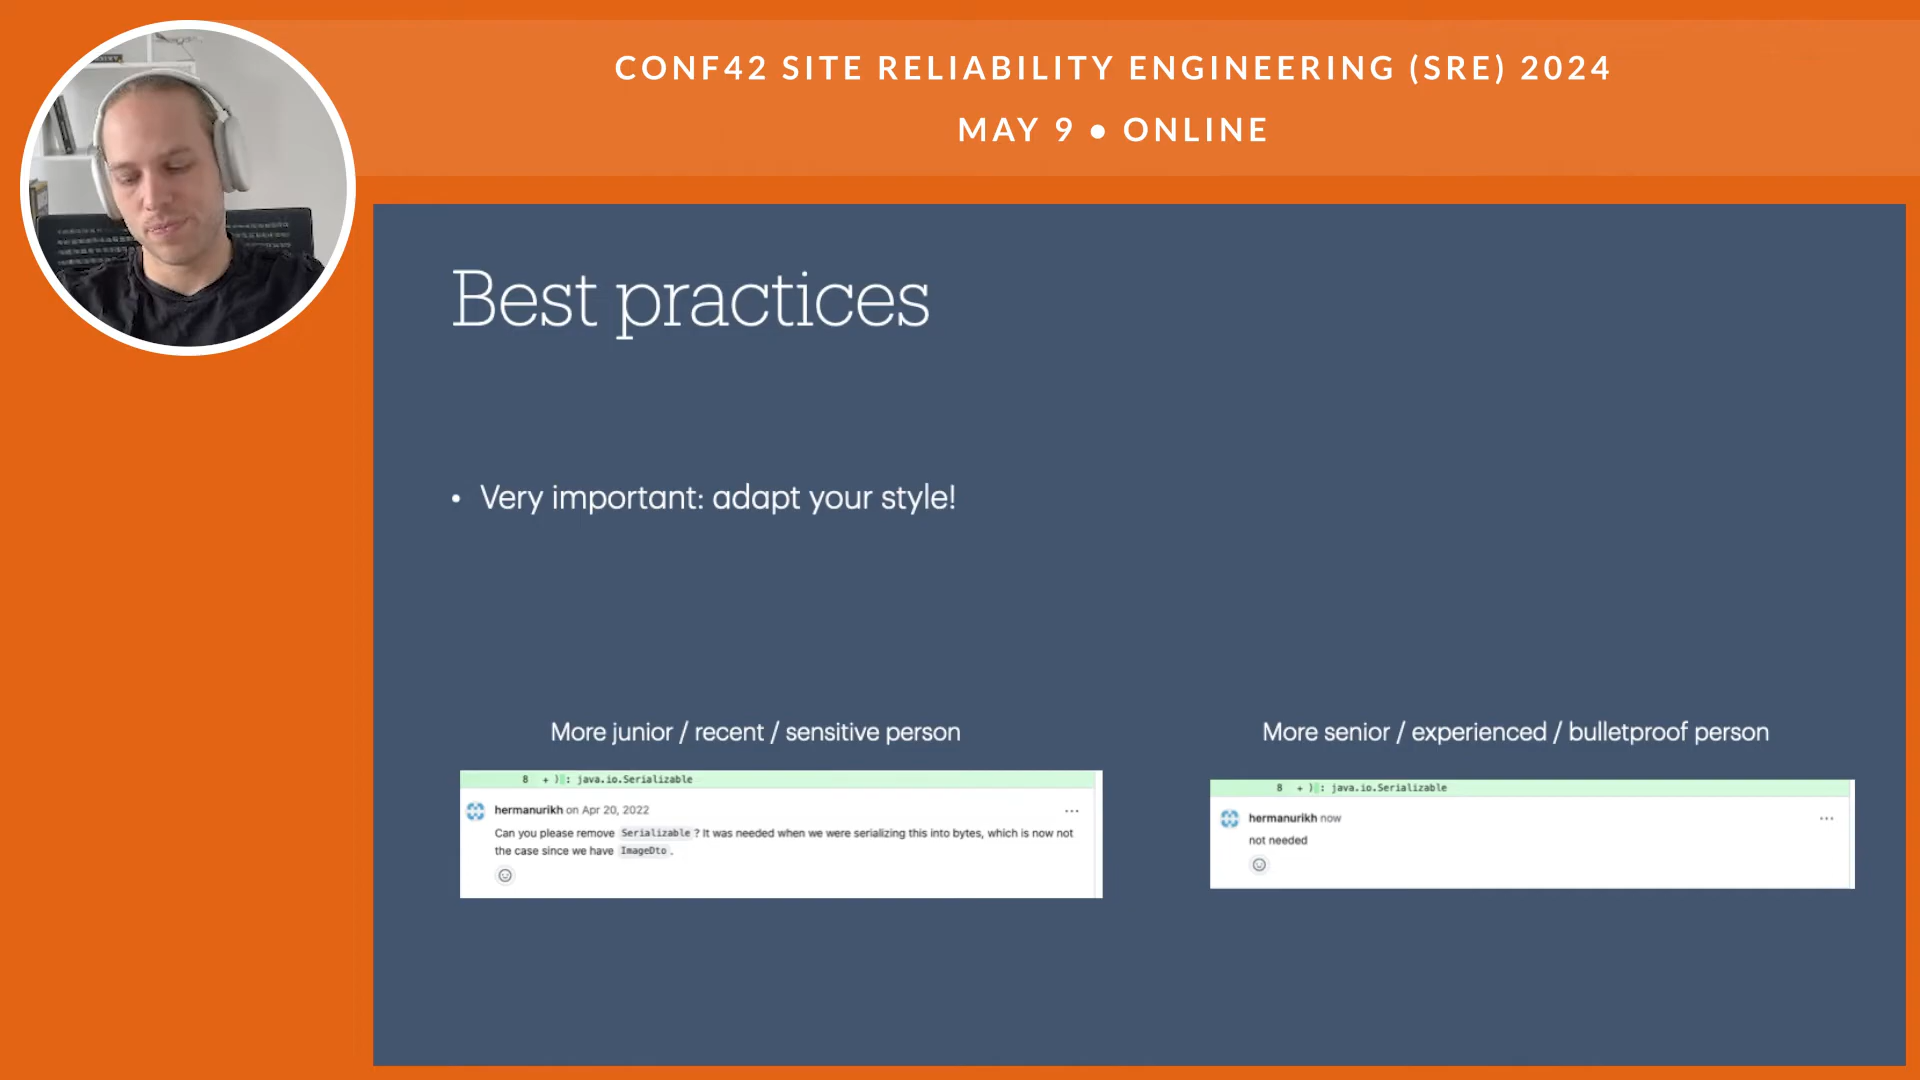 CONF42 SITE RELIABILITY ENGINEERING (SRE) 2024
MAY 9 • ONLINE
Best practices
• Very important: adapt your style!
More junior / recent / sensitive person
8 + ) : java.io.Serializable
hermanurikh on Apr 20, 2022
Can you please remove Serializable ? It was needed when we were serializing this into bytes, which is now not
the case since we have ImageDto .
More senior / experienced / bulletproof person
8 + ) : java.io.Serializable
hermanurikh now
not needed